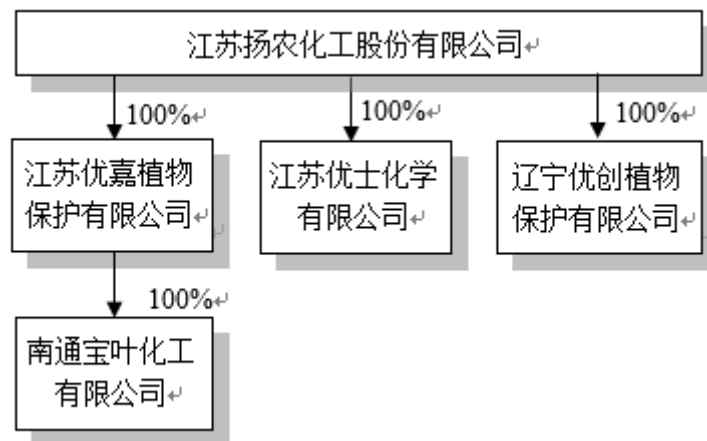 江苏扬农化工股份有限公司
100%
100%
100%
江苏优嘉植物
保护有限公司
江苏优士化学
有限公司
辽宁优创植物
保护有限公司
100%
南通宝叶化工
有限公司